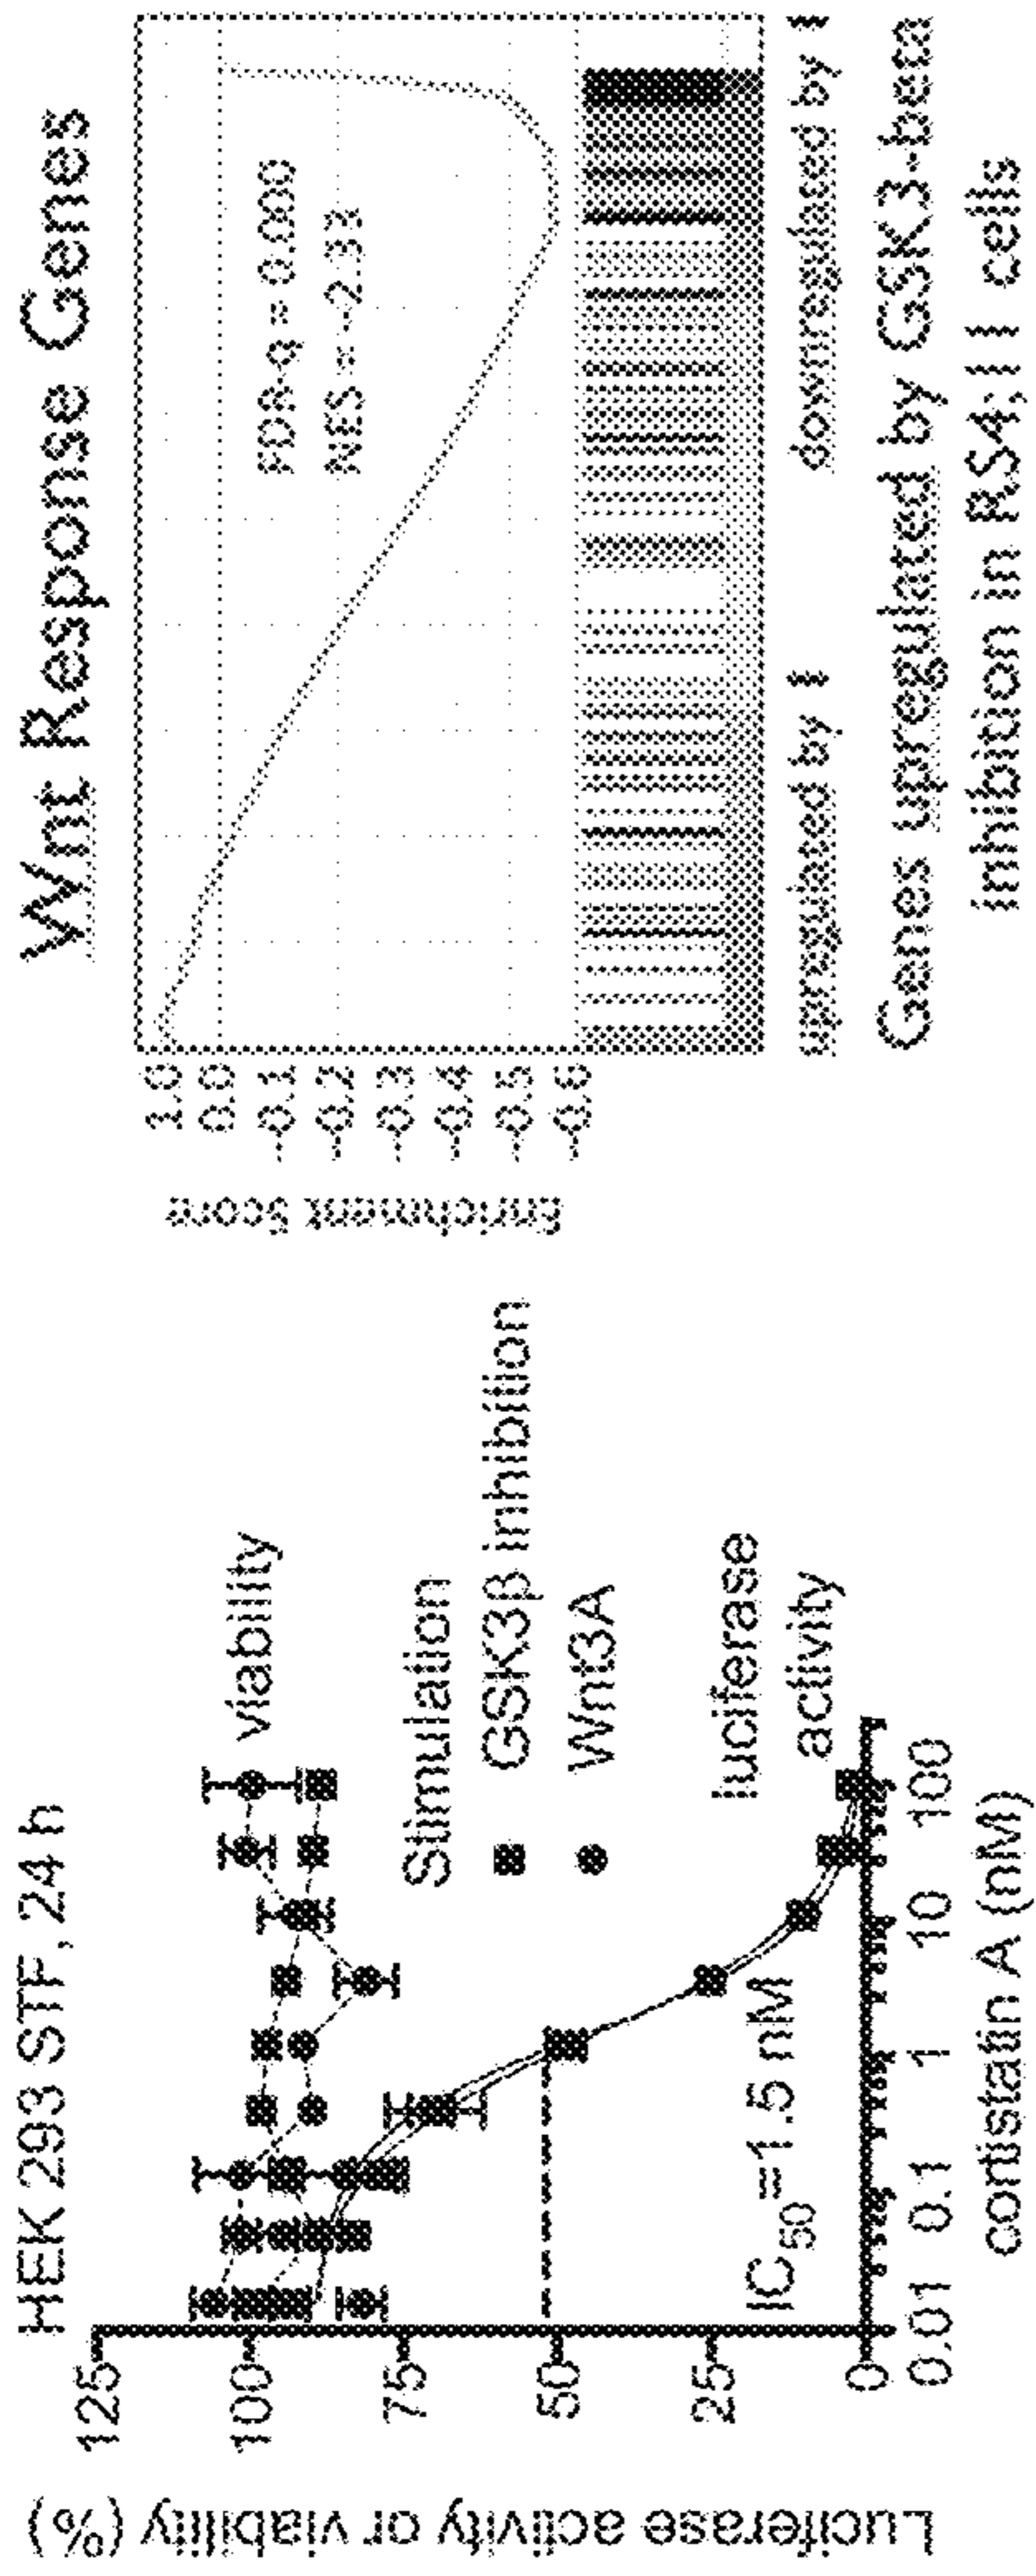 HEK 293 STF, 24 h
Luciferase activity or viability (%)
125
100
75
50
25
0
0.01
0.1
1
10
100
cortistatin A (nM)
IC50=1.5 nM
viability
Stimulation
GSK3β inhibition
Wnt3A
luciferase
activity
Wnt Response Genes
Enrichment Score
1.0
0.0
-0.1
-0.2
-0.3
-0.4
-0.5
-0.6
FDR-q = 0.000
NES = -2.33
upregulated by
downregulated by
Genes upregulated by GSK3-beta
inhibition in RS4;11 cells